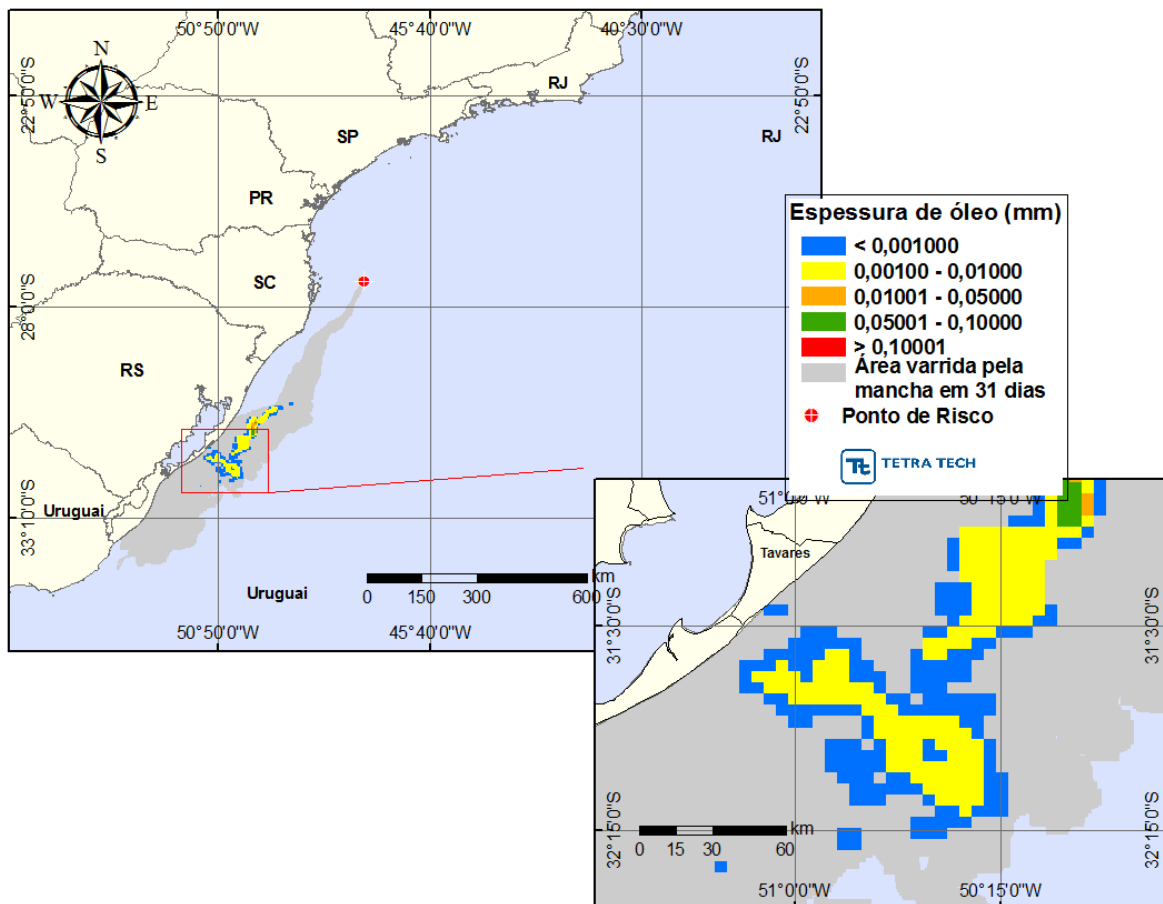 50°50'0"W 45°40'0"W 40°30'0"W
N
W E
S
22°50'0"S
22°50'0"S
RJ
SP
RJ
PR
SC
28°0'0"S
RS
Uruguai
33°10'0"S
Uruguai
km
0 150 300 600
50°50'0"W 45°40'0"W
Espessura de óleo (mm)
< 0,001000
0,00100 - 0,01000
0,01001 - 0,05000
0,05001 - 0,10000
> 0,10001
Área varrida pela
mancha em 31 dias
Ponto de Risco
Tt TETRA TECH
51°0'0"W 50°15'0"W
Tavares
31°30'0"S
31°30'0"S
32°15'0"S
32°15'0"S
km
0 15 30 60
51°0'0"W 50°15'0"W